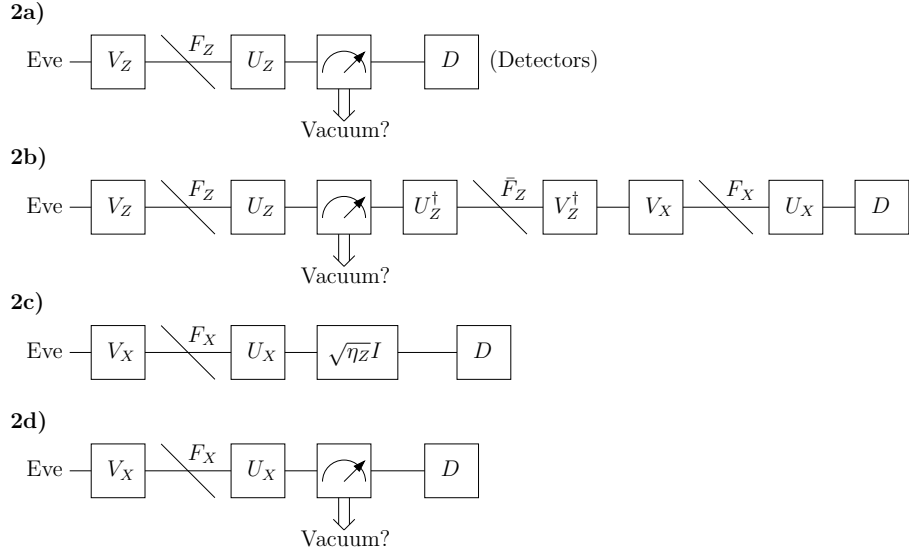 2a)
Eve V_Z F_Z U_Z D (Detectors)
Vacuum?
2b)
Eve V_Z F_Z U_Z U_Z^† F̄_Z V_Z^† V_X F_X U_X D
Vacuum?
2c)
Eve V_X F_X U_X √η_Z I D
2d)
Eve V_X F_X U_X D
Vacuum?